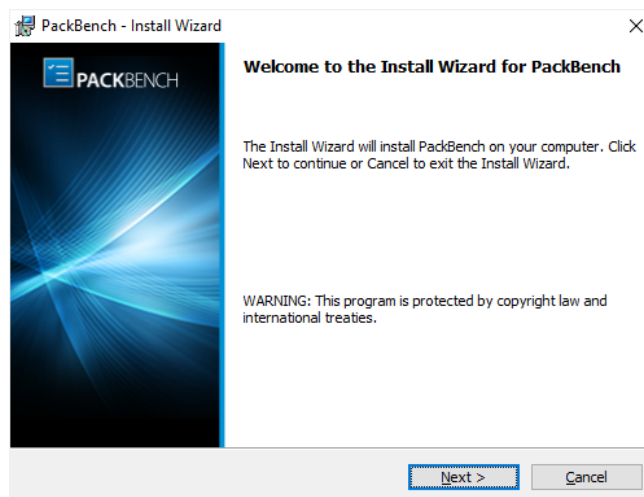 PackBench - Install Wizard
PACKBENCH
Welcome to the Install Wizard for PackBench
The Install Wizard will install PackBench on your computer. Click
Next to continue or Cancel to exit the Install Wizard.
WARNING: This program is protected by copyright law and
international treaties.
Next >
Cancel